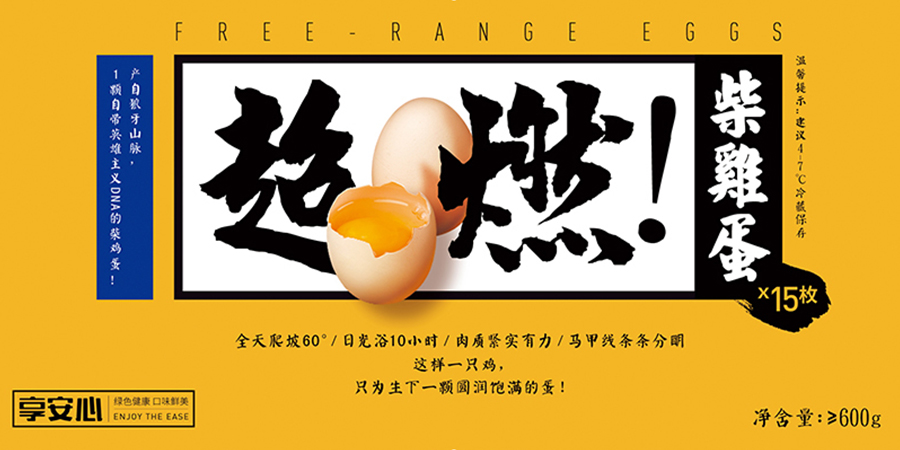 FREE-RANGE EGGS
产自狼牙山脉，
1颗自带英雄主义DNA的柴鸡蛋！
超燃！
柴雞蛋
×15枚
温馨提示：建议4-7℃冷藏保存
全天爬坡60°/日光浴10小时/肉质紧实有力/马甲线条条分明
这样一只鸡，
只为生下一颗圆润饱满的蛋！
享安心
绿色健康 口味鲜美
ENJOY THE EASE
净含量：≥600g